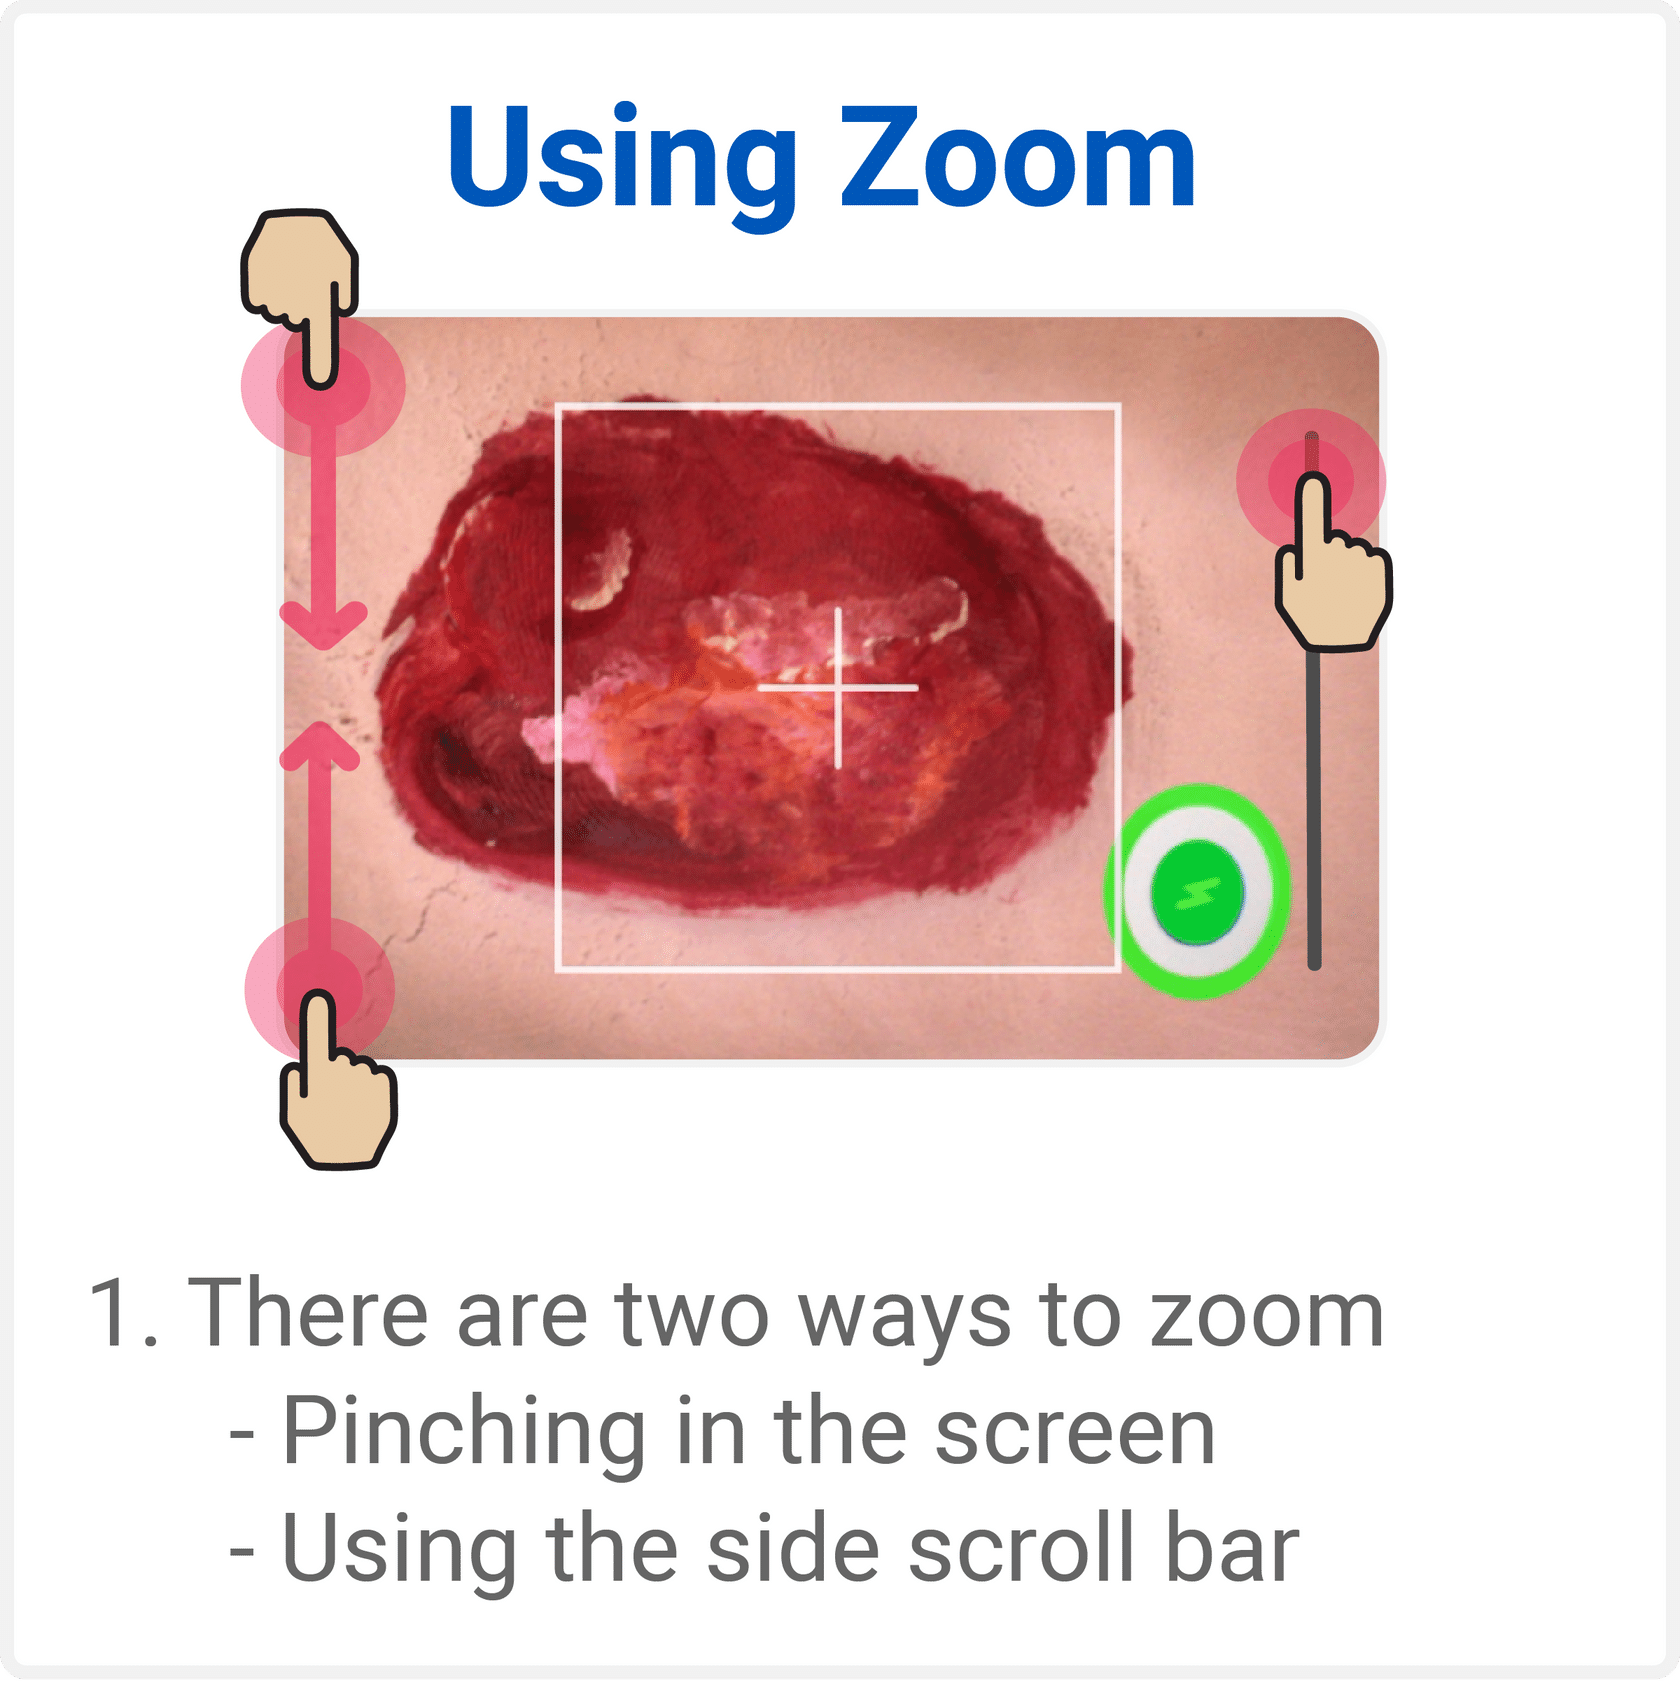 Using Zoom
1. There are two ways to zoom
- Pinching in the screen
- Using the side scroll bar